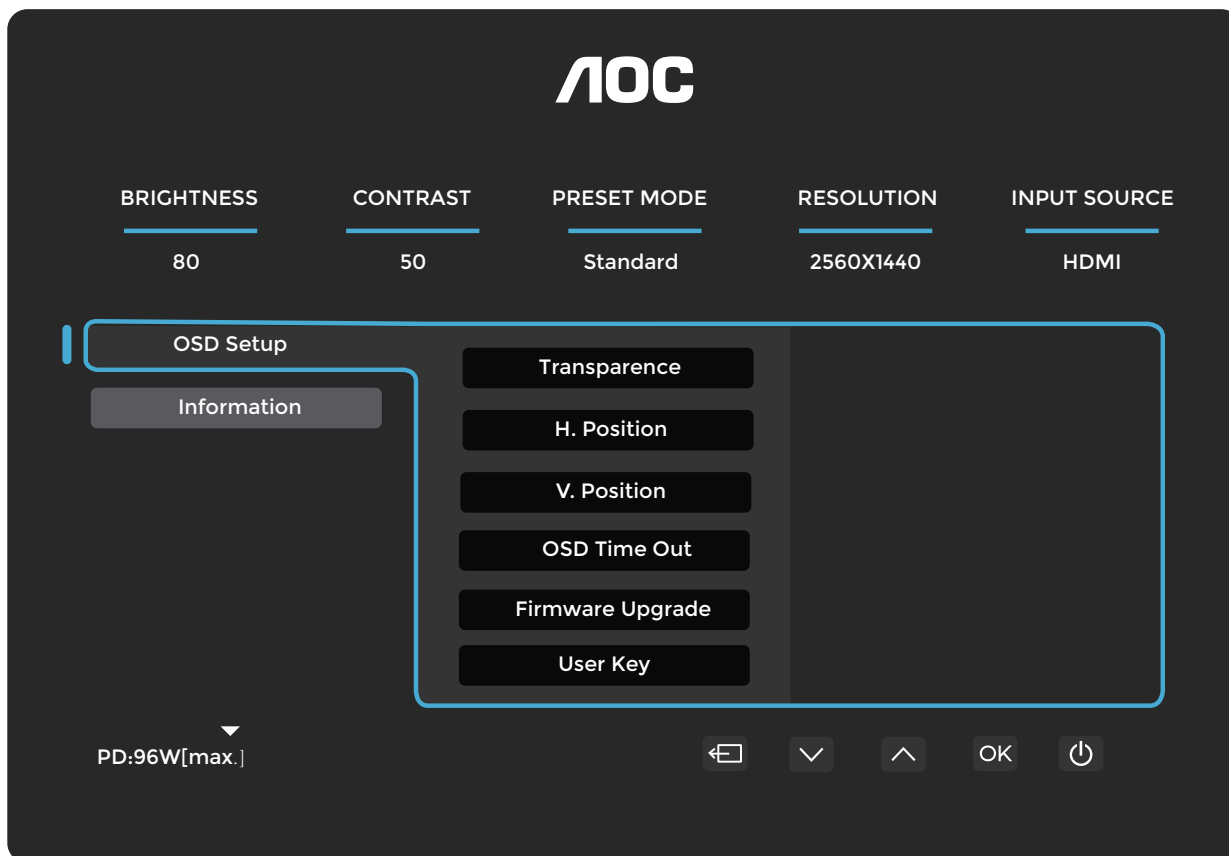 AOC
BRIGHTNESS CONTRAST PRESET MODE RESOLUTION INPUT SOURCE
80 50 Standard 2560X1440 HDMI
OSD Setup
Transparence
Information
H. Position
V. Position
OSD Time Out
Firmware Upgrade
User Key
PD:96W[max.]
OK